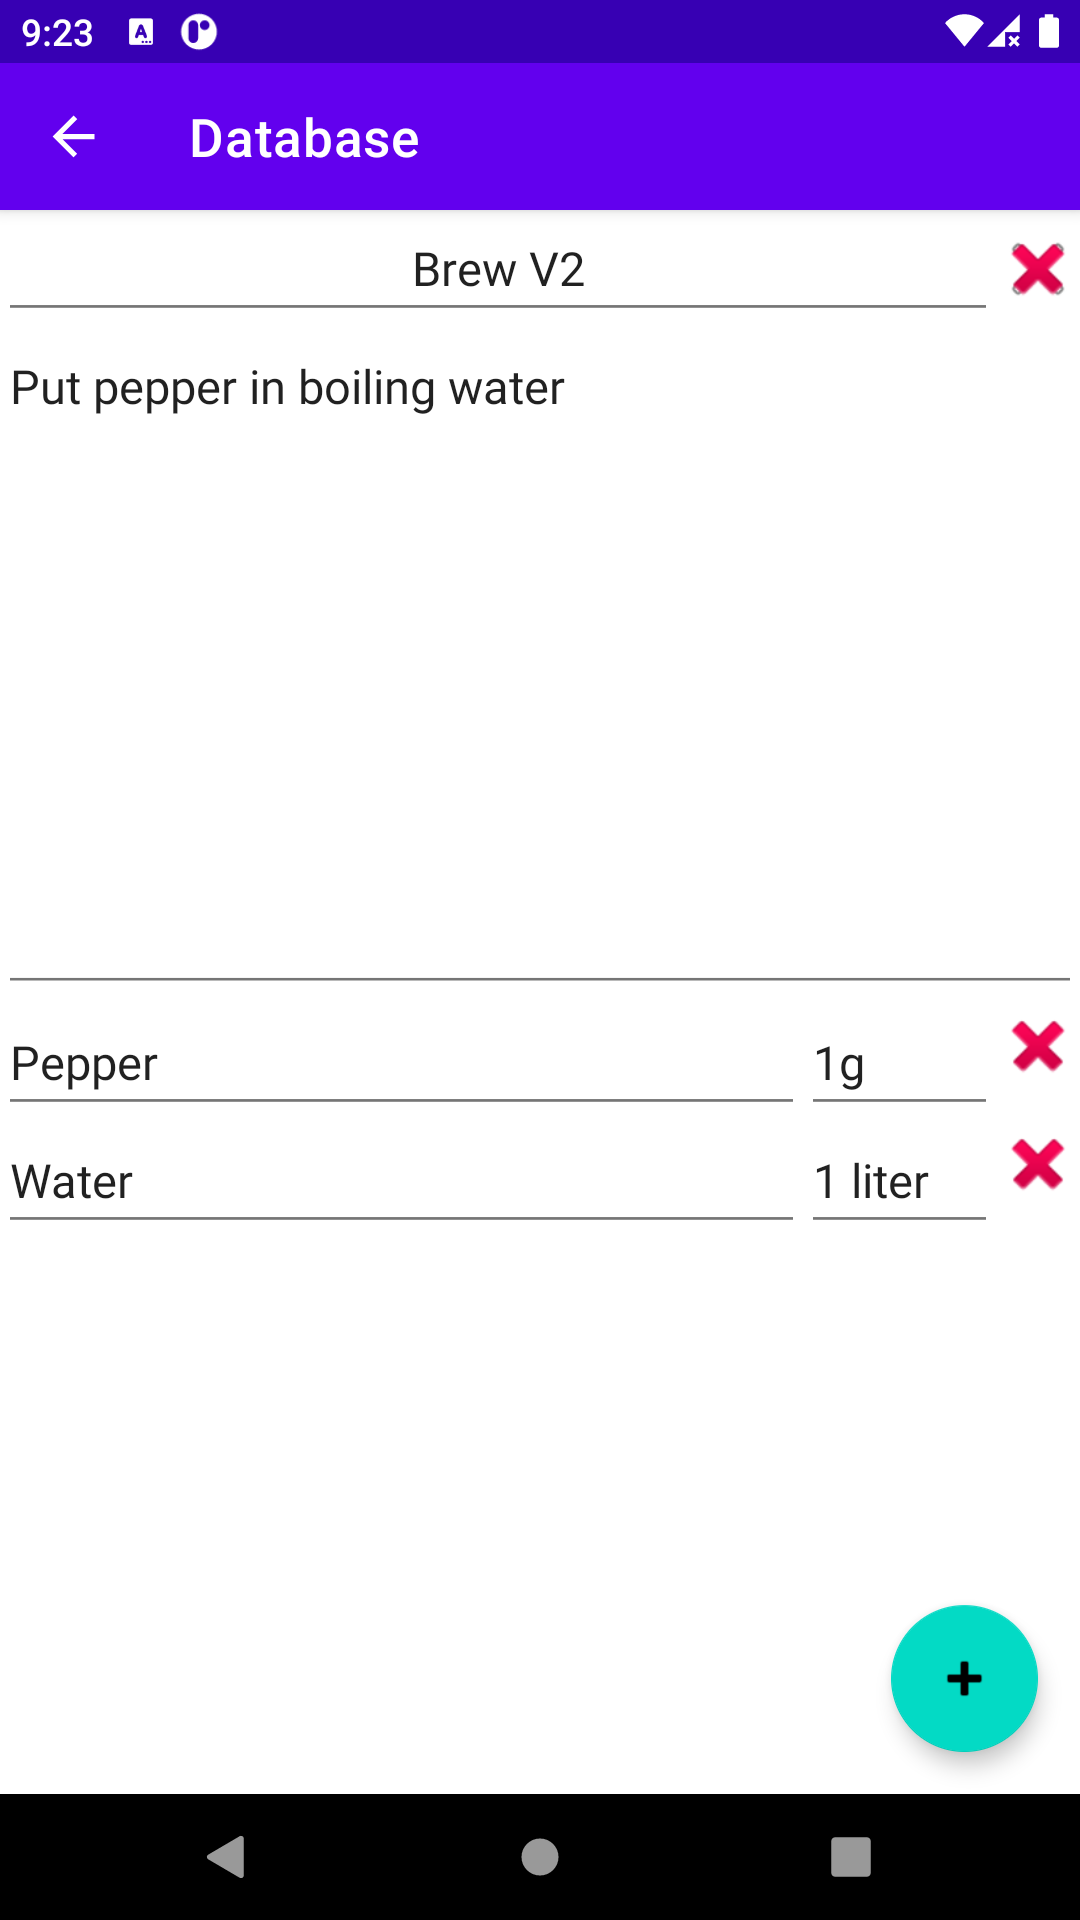 9:23
Database
Brew V2
Put pepper in boiling water
Pepper 1g
Water 1 liter